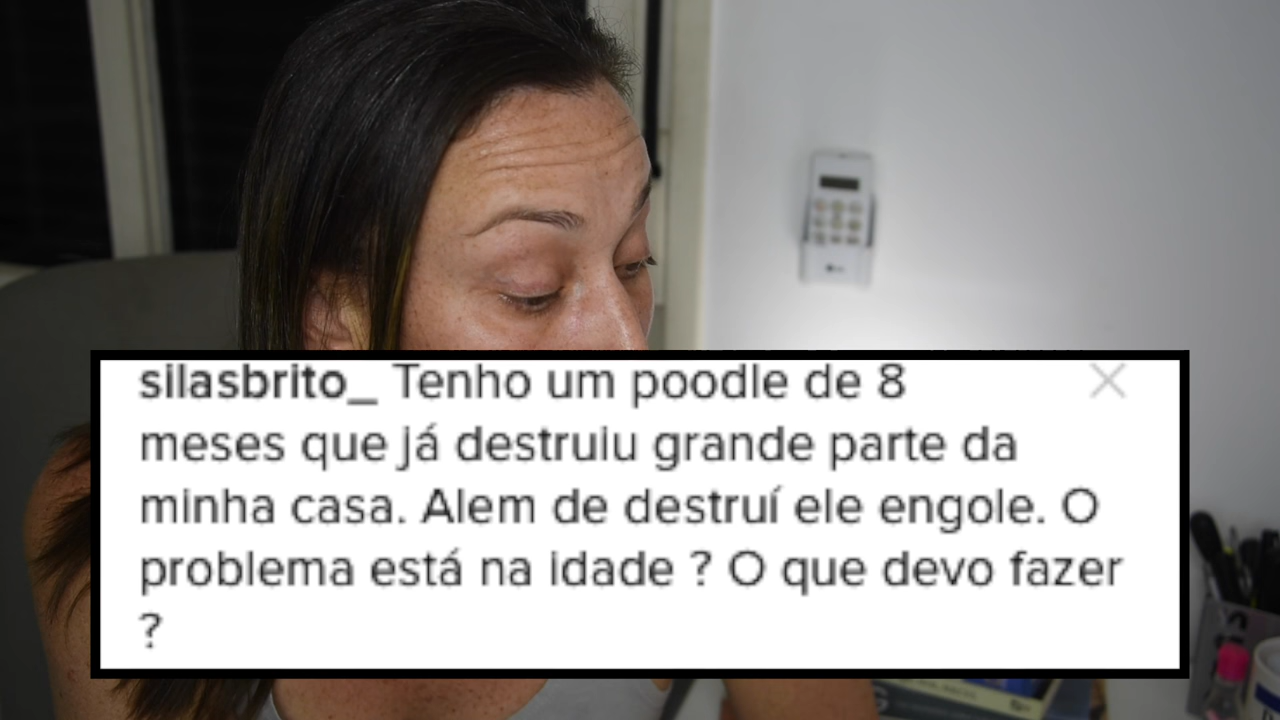 silasbrito_ Tenho um poodle de 8
meses que já destruiu grande parte da
minha casa. Alem de destruí ele engole. O
problema está na idade ? O que devo fazer
?